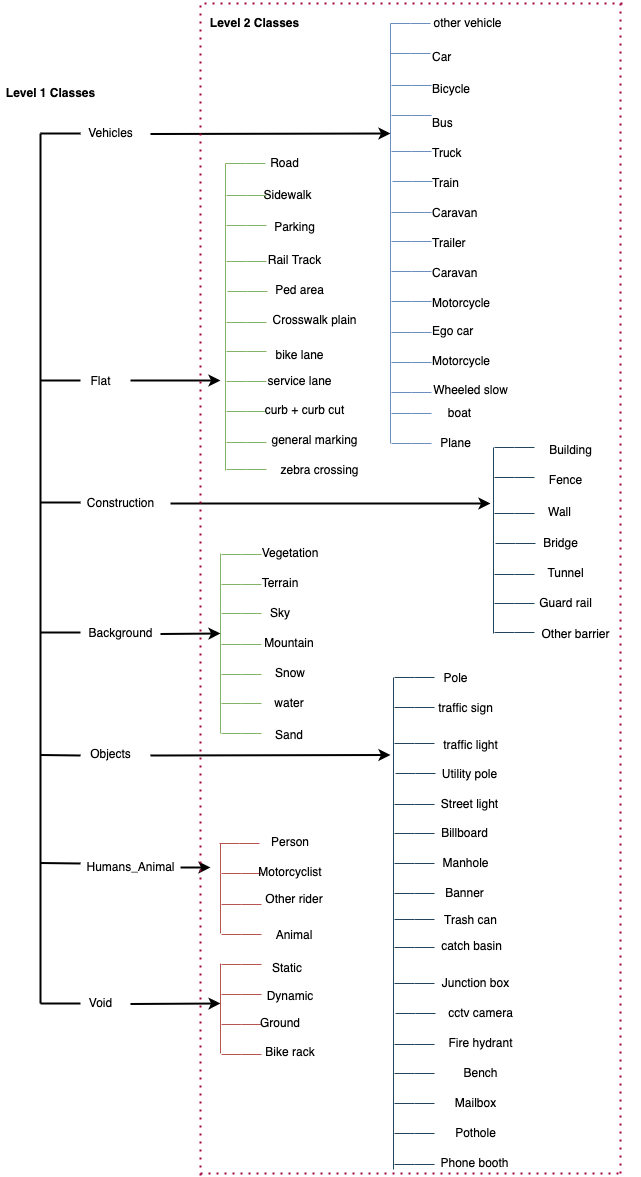 Level 1 Classes
Level 2 Classes
Vehicles
other vehicle
Car
Bicycle
Bus
Truck
Train
Caravan
Trailer
Caravan
Motorcycle
Ego car
Motorcycle
Wheeled slow
boat
Plane
Flat
Road
Sidewalk
Parking
Rail Track
Ped area
Crosswalk plain
bike lane
service lane
curb + curb cut
general marking
zebra crossing
Construction
Building
Fence
Wall
Bridge
Tunnel
Guard rail
Other barrier
Background
Vegetation
Terrain
Sky
Mountain
Snow
water
Sand
Objects
Pole
traffic sign
traffic light
Utility pole
Street light
Billboard
Manhole
Banner
Trash can
catch basin
Junction box
cctv camera
Fire hydrant
Bench
Mailbox
Pothole
Phone booth
Humans_Animal
Person
Motorcyclist
Other rider
Animal
Void
Static
Dynamic
Ground
Bike rack